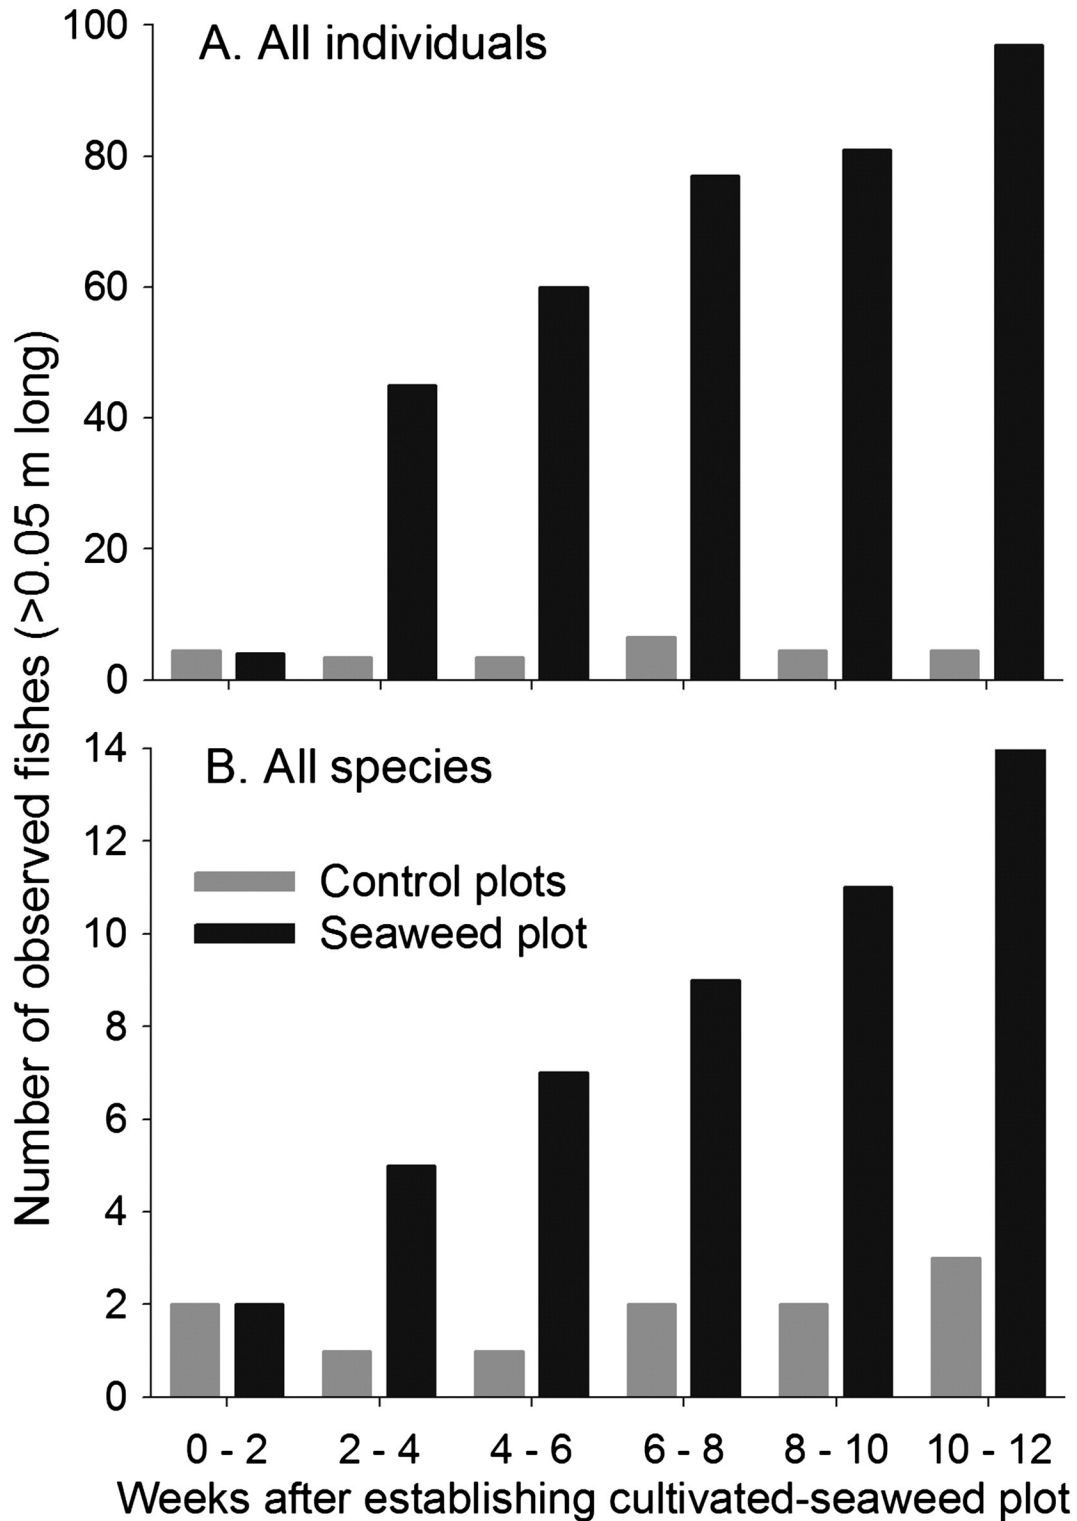 A. All individuals
100
80
60
40
20
0
Number of observed fishes (>0.05 m long)
B. All species
Control plots
Seaweed plot
14
12
10
8
6
4
2
0
0 - 2 2 - 4 4 - 6 6 - 8 8 - 10 10 - 12
Weeks after establishing cultivated-seaweed plot